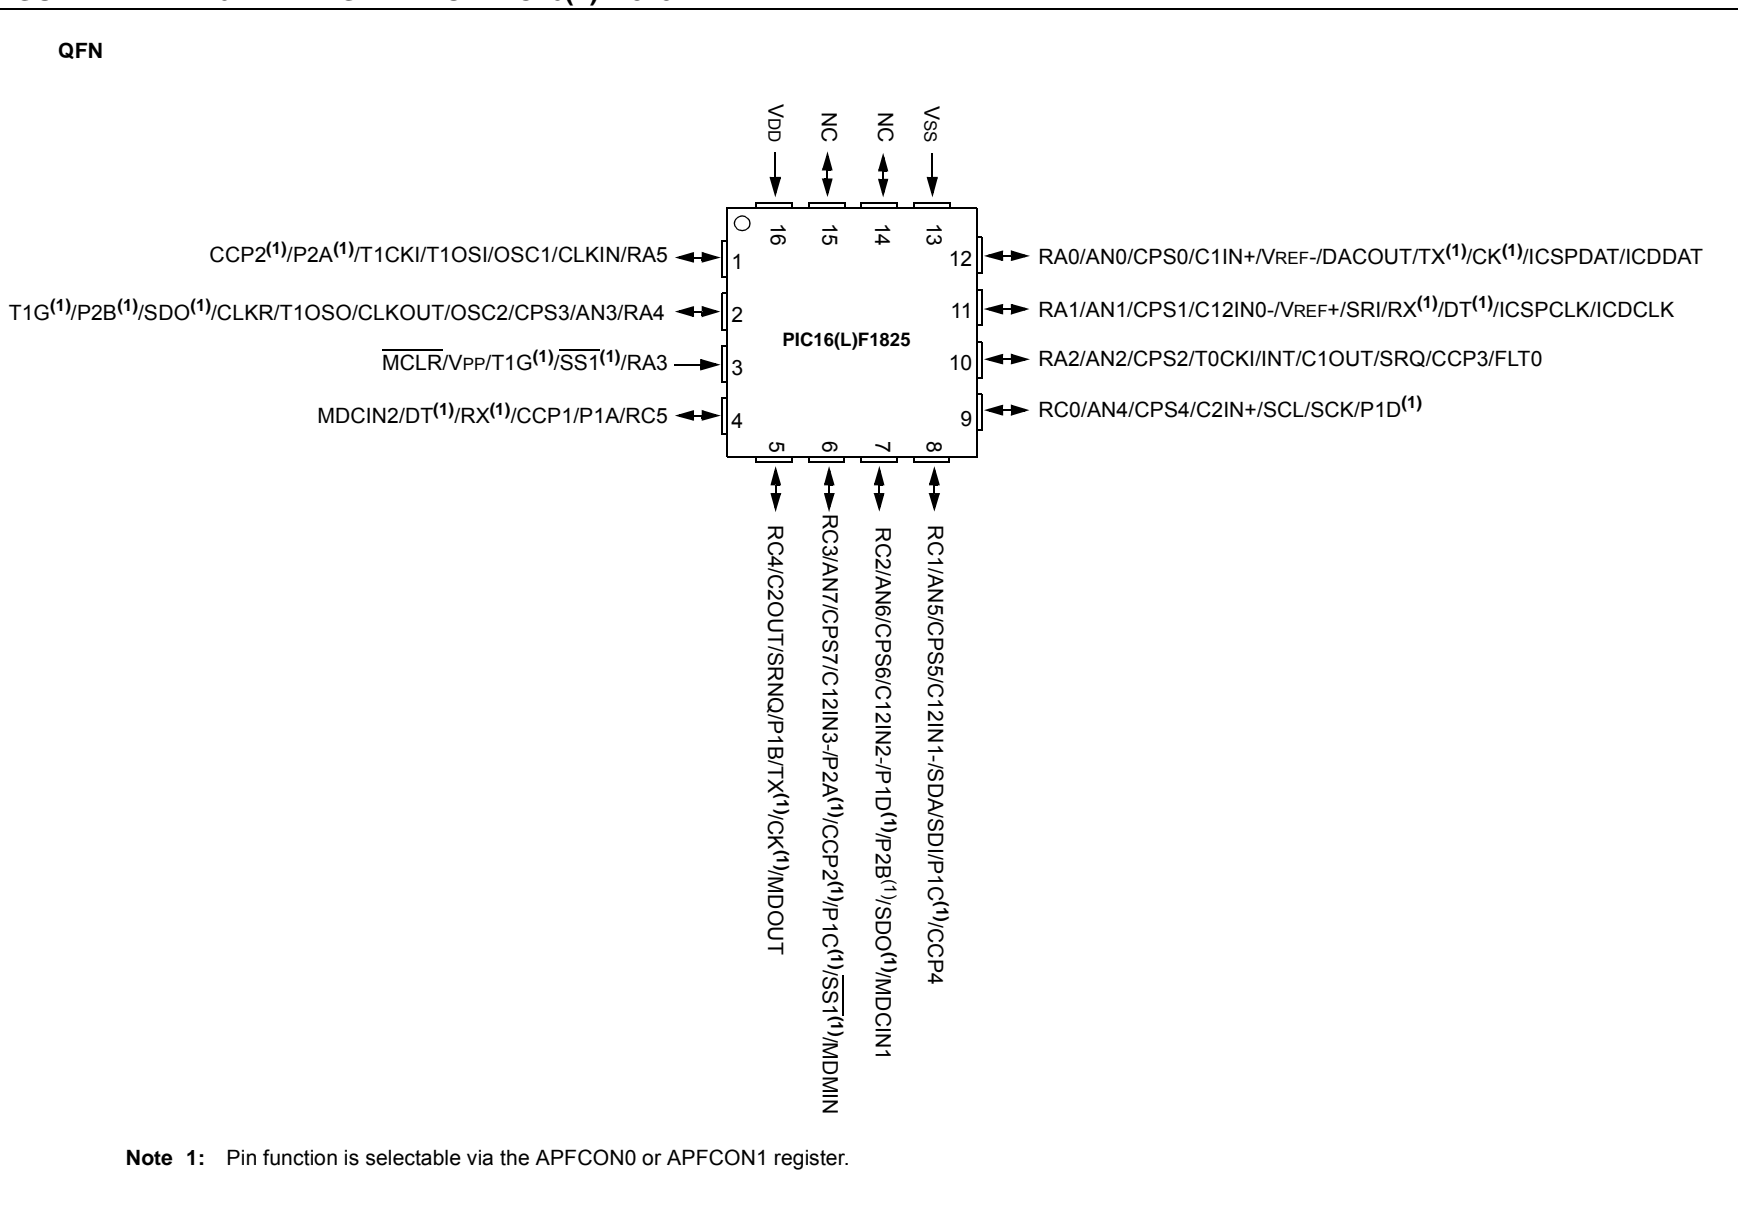 QFN
VDD
NC
NC
VSS
16
15
14
13
CCP2(1)/P2A(1)/T1CKI/T1OSI/OSC1/CLKIN/RA5
1
12
RA0/AN0/CPS0/C1IN+/VREF-/DACOUT/TX(1)/CK(1)/ICSPDAT/ICDDAT
T1G(1)/P2B(1)/SDO(1)/CLKR/T1OSO/CLKOUT/OSC2/CPS3/AN3/RA4
2
11
RA1/AN1/CPS1/C12IN0-/VREF+/SRI/RX(1)/DT(1)/ICSPCLK/ICDCLK
PIC16(L)F1825
MCLR/VPP/T1G(1)/SS1(1)/RA3
3
10
RA2/AN2/CPS2/T0CKI/INT/C1OUT/SRQ/CCP3/FLT0
MDCIN2/DT(1)/RX(1)/CCP1/P1A/RC5
4
9
RC0/AN4/CPS4/C2IN+/SCL/SCK/P1D(1)
5
6
7
8
RC4/C2OUT/SRNQ/P1B/TX(1)/CK(1)/MDOUT
RC3/AN7/CPS7/C12IN3-/P2A(1)/CCP2(1)/P1C(1)/SS1(1)/MDMIN
RC2/AN6/CPS6/C12IN2-/P1D(1)/P2B(1)/SDO(1)/MDCIN1
RC1/AN5/CPS5/C12IN1-/SDA/SDI/P1C(1)/CCP4
Note 1: Pin function is selectable via the APFCON0 or APFCON1 register.